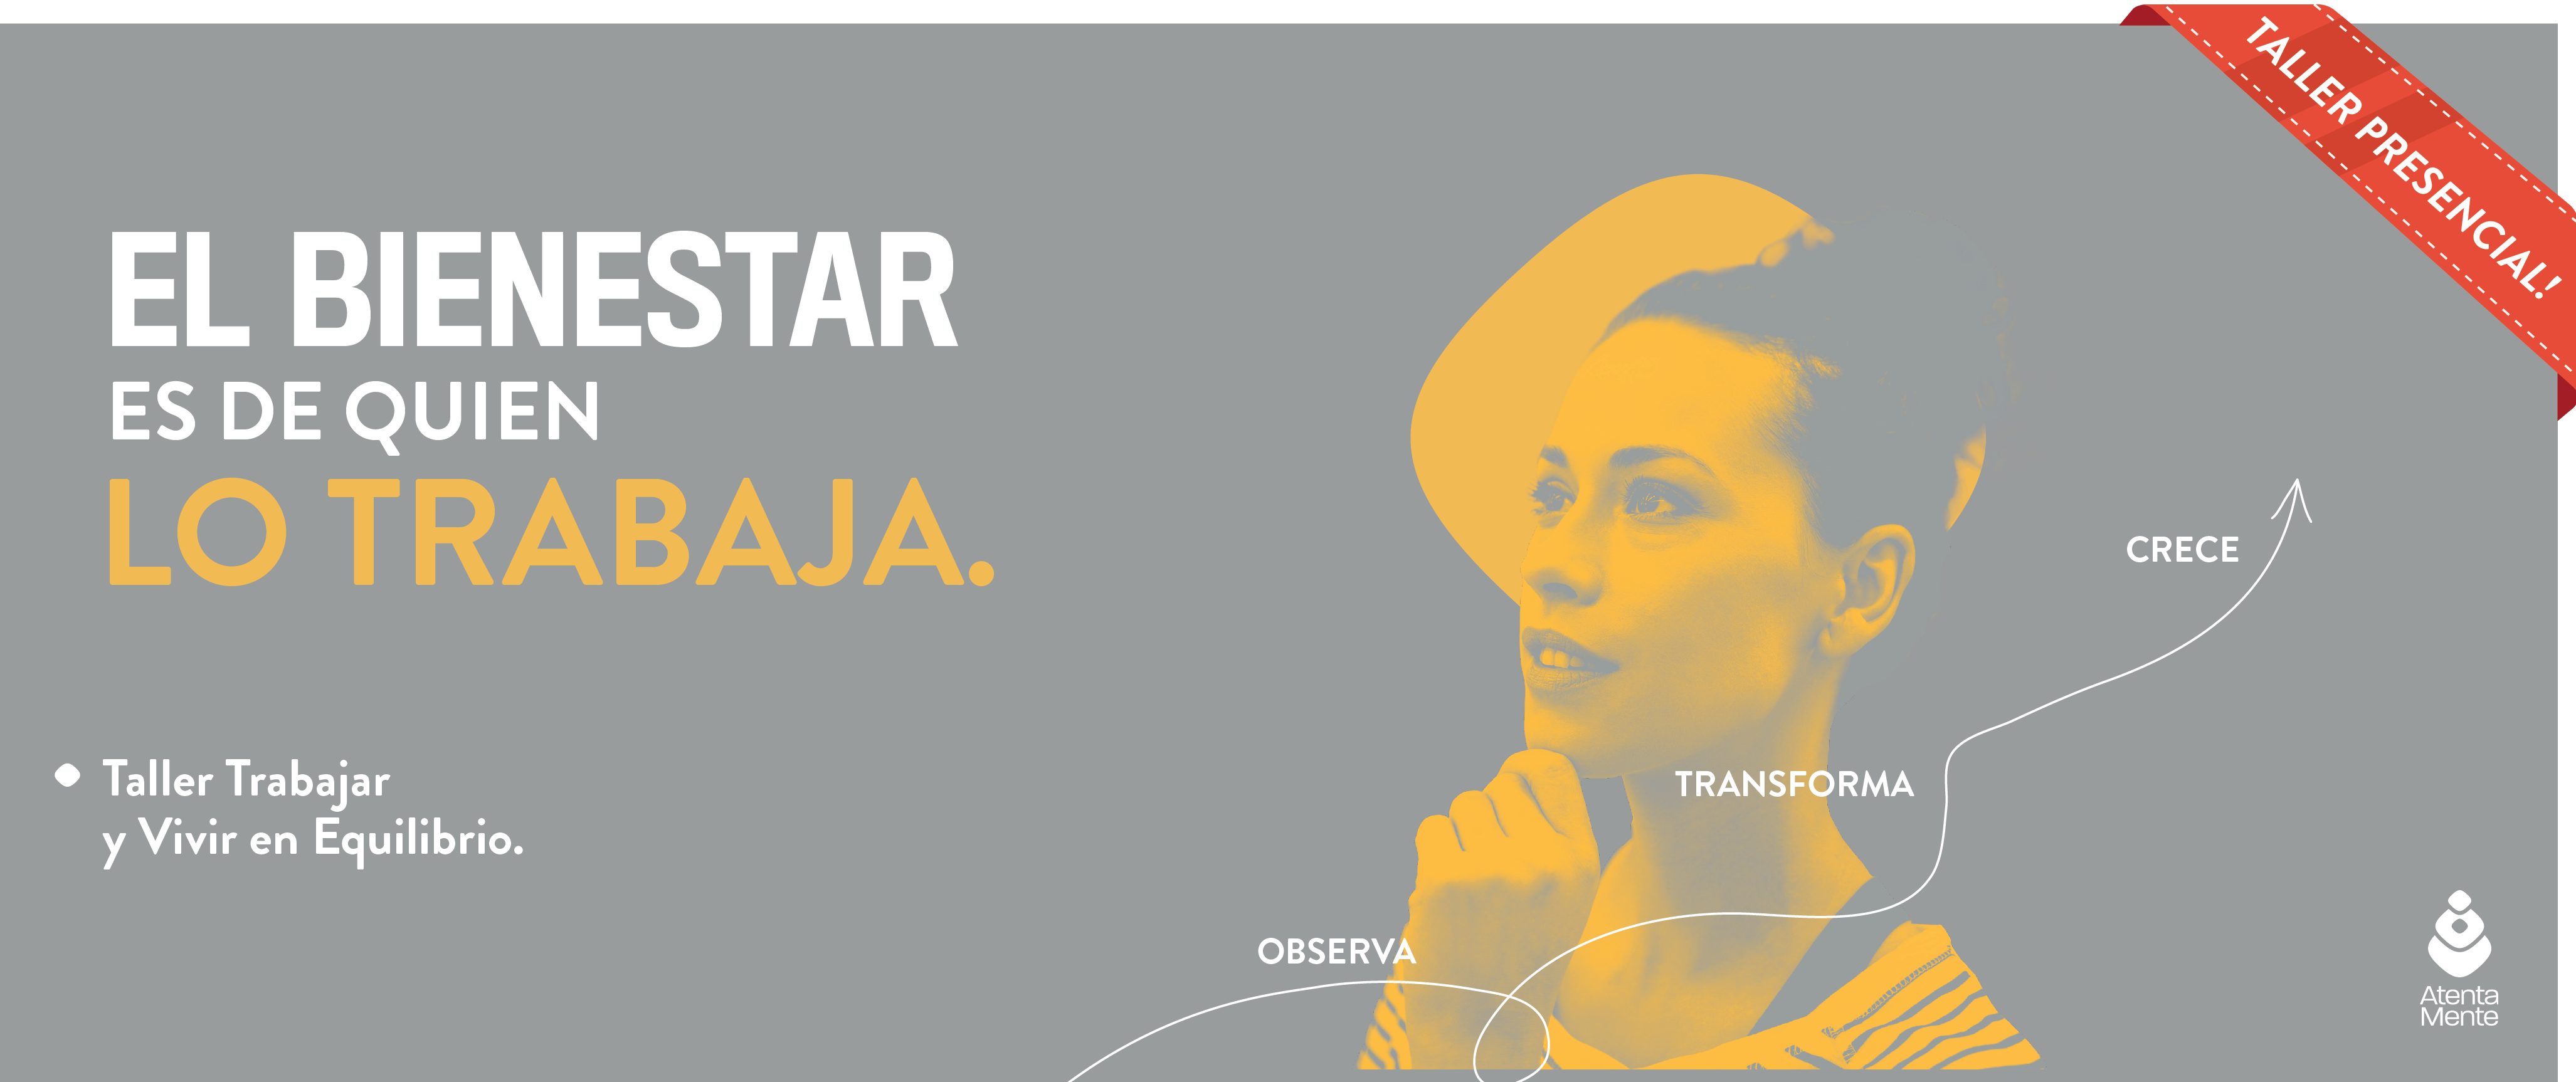 TALLER PRESENCIAL!
EL BIENESTAR
ES DE QUIEN
LO TRABAJA.
Taller Trabajar
y Vivir en Equilibrio.
CRECE
TRANSFORMA
OBSERVA
Atenta
Mente